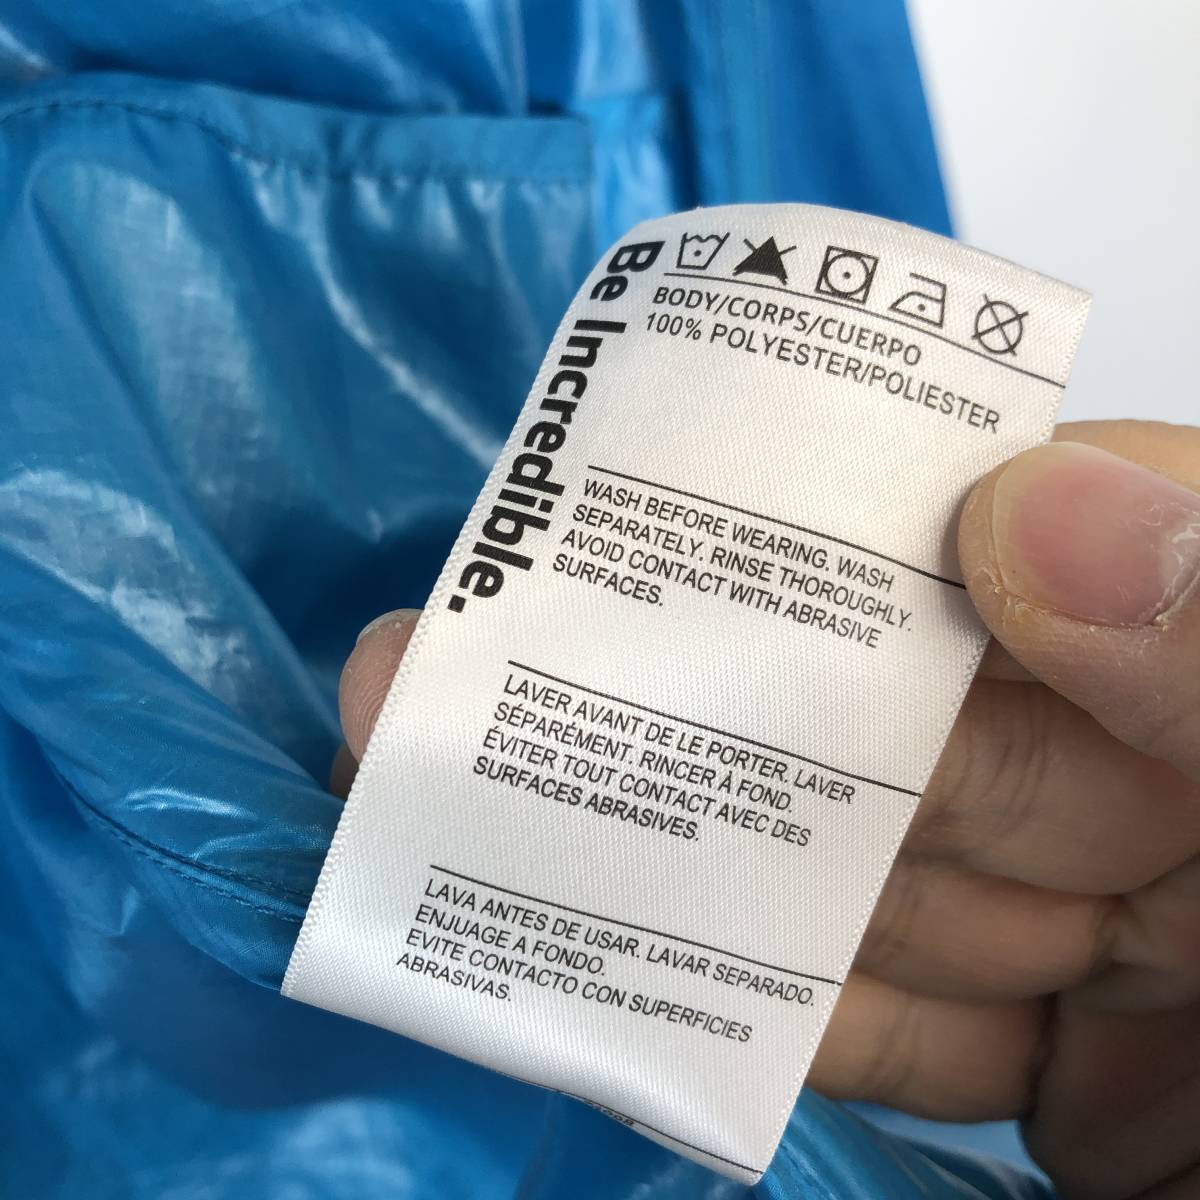 Be Incredible.
BODY/CORPS/CUERPO
100% POLYESTER/POLIESTER
WASH BEFORE WEARING. WASH
SEPARATELY. RINSE THOROUGHLY.
AVOID CONTACT WITH ABRASIVE
SURFACES.
LAVER AVANT DE LE PORTER. LAVER
SÉPARÉMENT. RINCER À FOND.
ÉVITER TOUT CONTACT AVEC DES
SURFACES ABRASIVES.
LAVA ANTES DE USAR. LAVAR SEPARADO.
ENJUAGE A FONDO.
EVITE CONTACTO CON SUPERFICIES
ABRASIVAS.